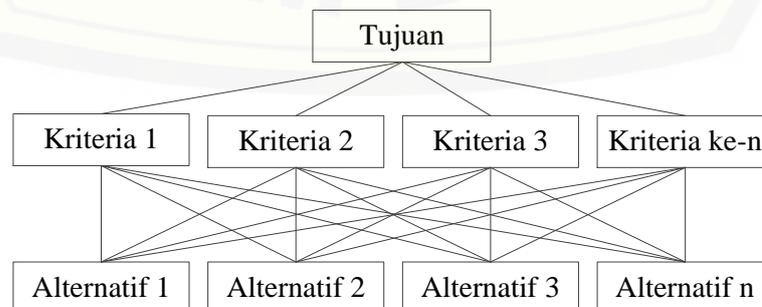 Tujuan
Kriteria 1
Kriteria 2
Kriteria 3
Kriteria ke-n
Alternatif 1
Alternatif 2
Alternatif 3
Alternatif n